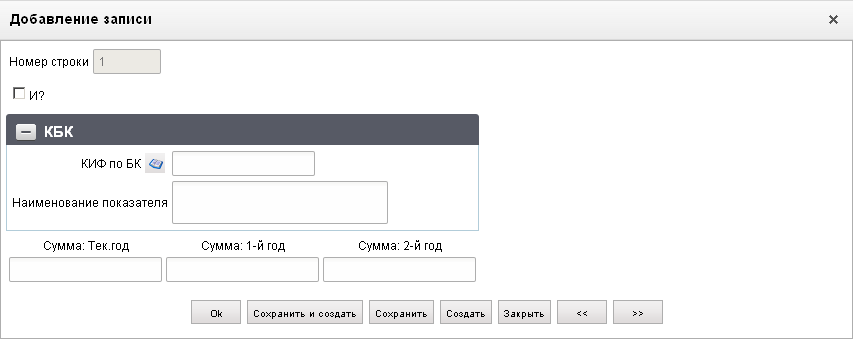 Добавление записи ×
Номер строки 1
И?
КБК
КИФ по БК
Наименование показателя
Сумма: Тек.год Сумма: 1-й год Сумма: 2-й год
Ok Сохранить и создать Сохранить Создать Закрыть << >>